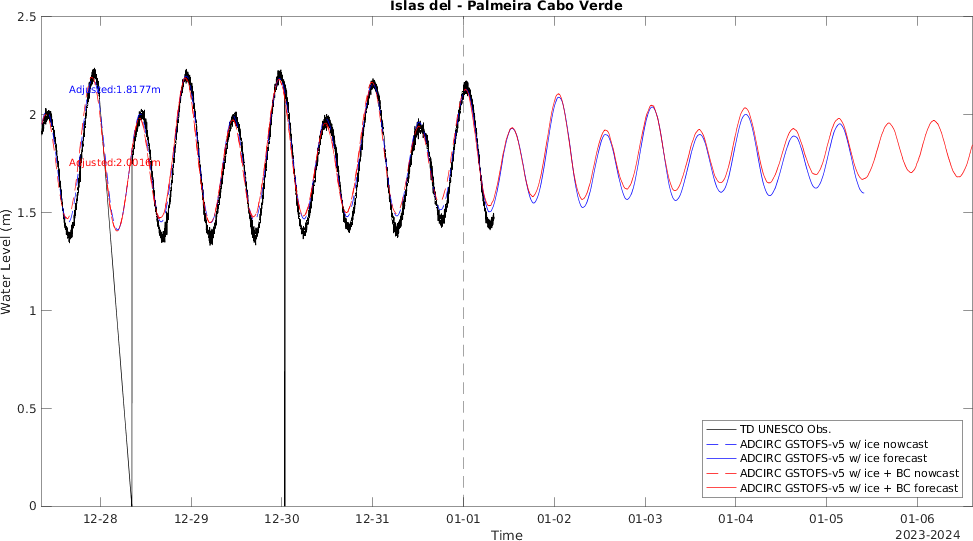 Islas del - Palmeira Cabo Verde
2.5
2
1.5
1
0.5
0
Water Level (m)
Adjusted:1.8177m
Adjusted:2.0016m
TD UNESCO Obs.
ADCIRC GSTOFS-v5 w/ ice nowcast
ADCIRC GSTOFS-v5 w/ ice forecast
ADCIRC GSTOFS-v5 w/ ice + BC nowcast
ADCIRC GSTOFS-v5 w/ ice + BC forecast
12-28 12-29 12-30 12-31 01-01 01-02 01-03 01-04 01-05 01-06
Time
2023-2024